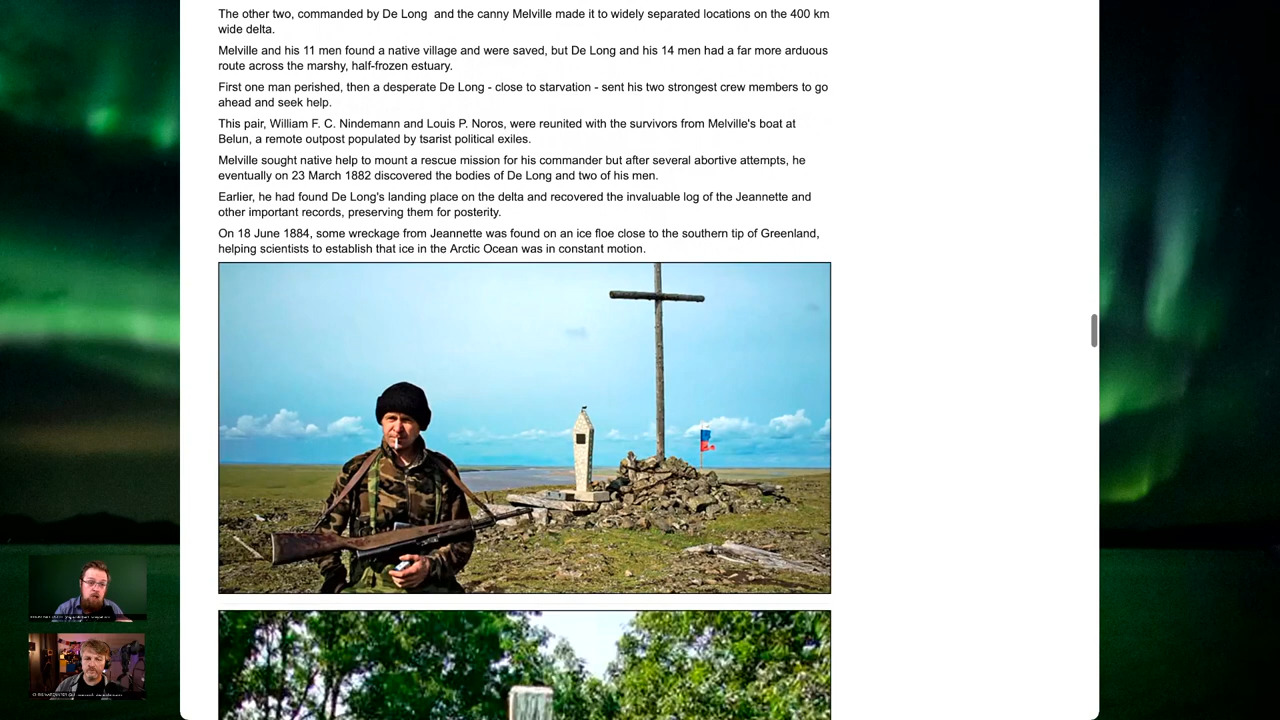 The other two, commanded by De Long  and the canny Melville made it to widely separated locations on the 400 km
wide delta.
Melville and his 11 men found a native village and were saved, but De Long and his 14 men had a far more arduous
route across the marshy, half-frozen estuary.
First one man perished, then a desperate De Long - close to starvation - sent his two strongest crew members to go
ahead and seek help.
This pair, William F. C. Nindemann and Louis P. Noros, were reunited with the survivors from Melville's boat at
Belun, a remote outpost populated by tsarist political exiles.
Melville sought native help to mount a rescue mission for his commander but after several abortive attempts, he
eventually on 23 March 1882 discovered the bodies of De Long and two of his men.
Earlier, he had found De Long's landing place on the delta and recovered the invaluable log of the Jeannette and
other important records, preserving them for posterity.
On 18 June 1884, some wreckage from Jeannette was found on an ice floe close to the southern tip of Greenland,
helping scientists to establish that ice in the Arctic Ocean was in constant motion.